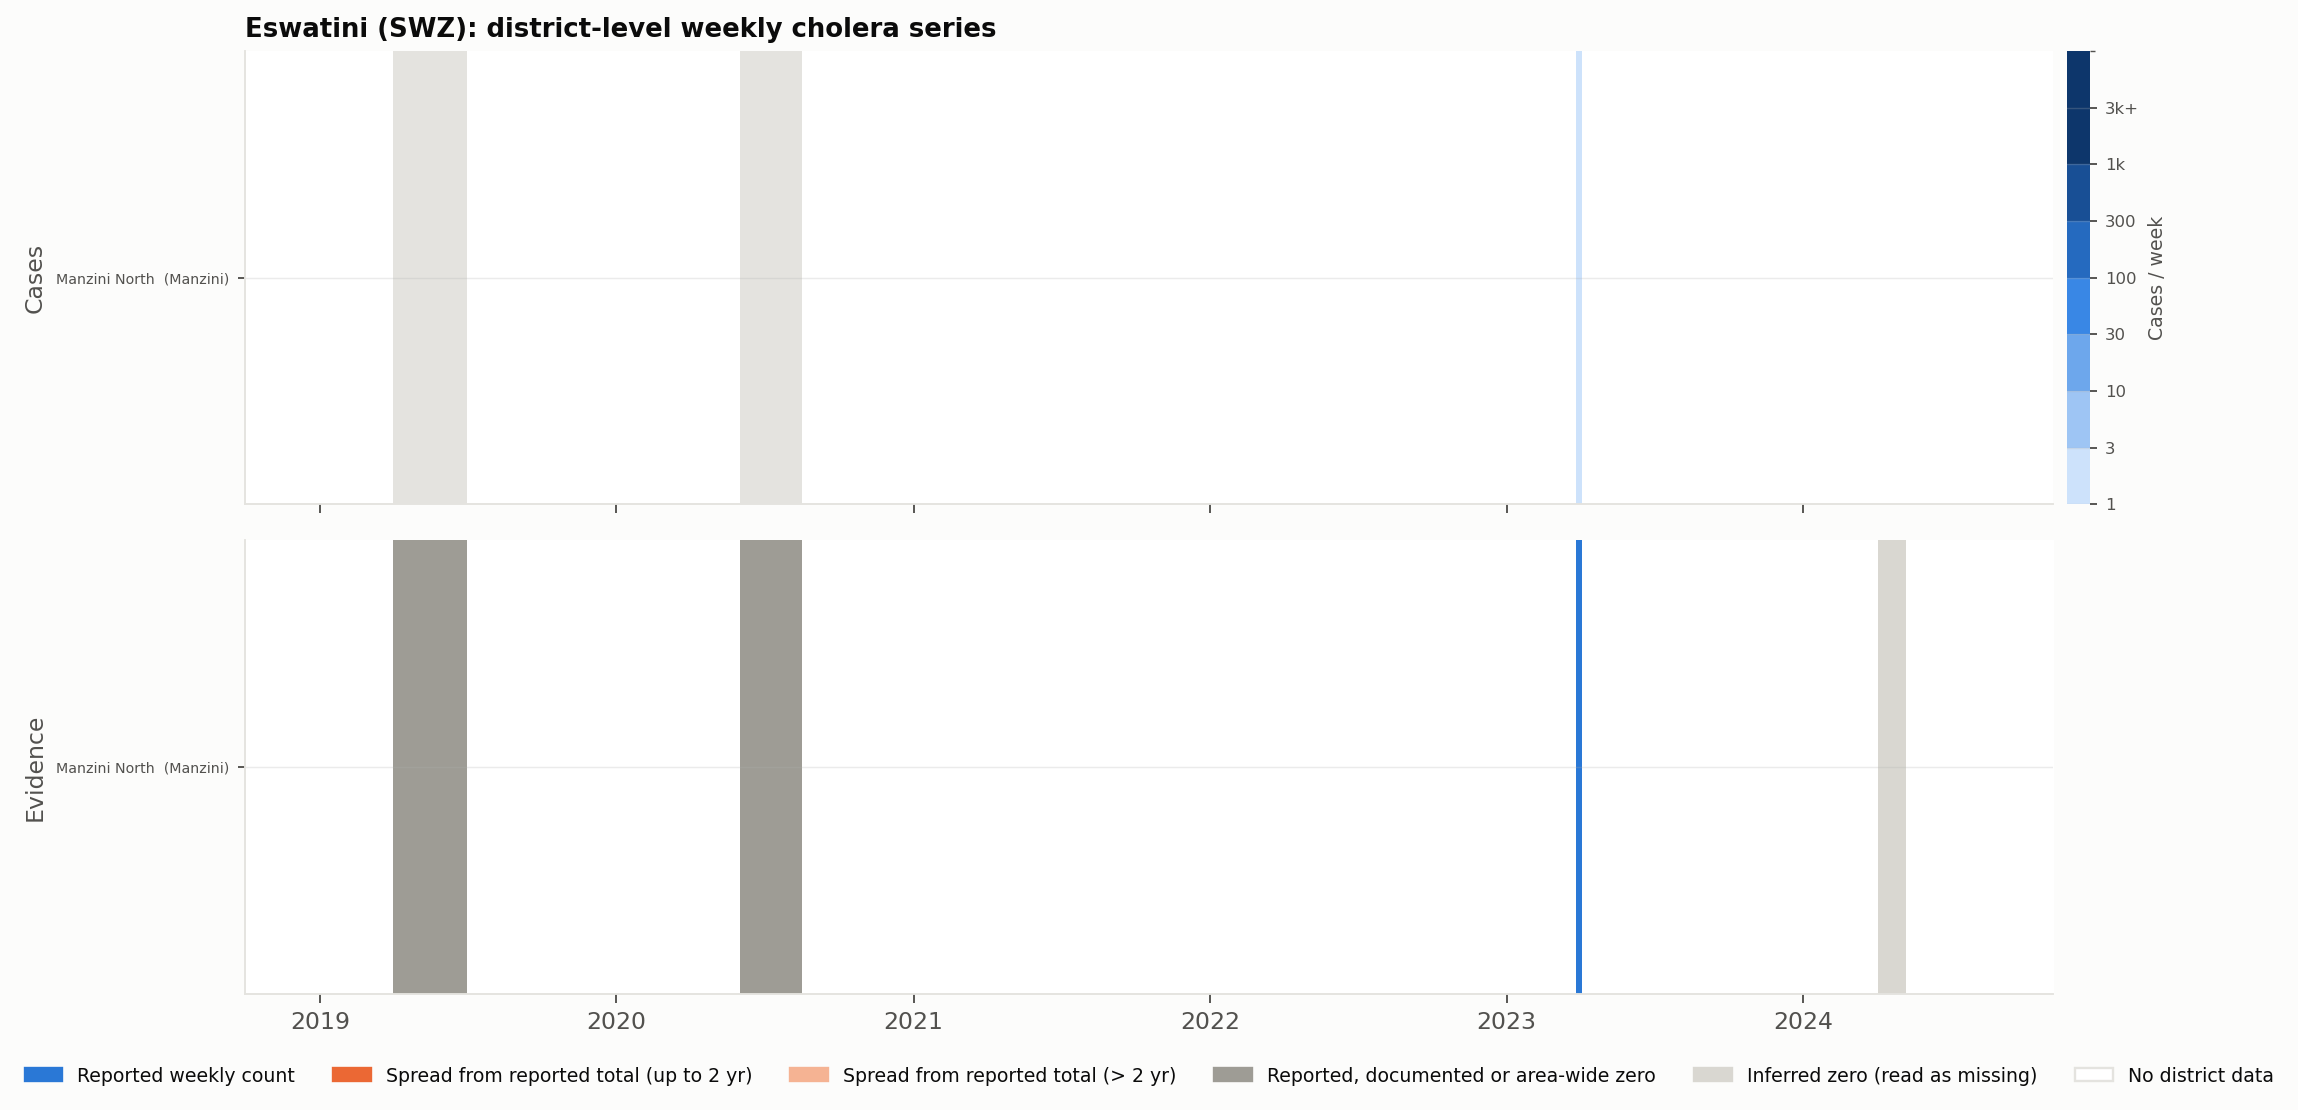 Eswatini (SWZ): district-level weekly cholera series
Cases
Manzini North  (Manzini)
3k+
1k
300
100
30
10
3
1
Cases / week
Evidence
Manzini North  (Manzini)
2019
2020
2021
2022
2023
2024
Reported weekly count
Spread from reported total (up to 2 yr)
Spread from reported total (> 2 yr)
Reported, documented or area-wide zero
Inferred zero (read as missing)
No district data